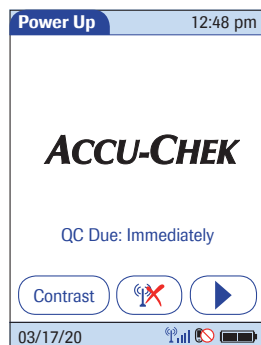 Power Up 12:48 pm
ACCU-CHEK
QC Due: Immediately
Contrast
03/17/20